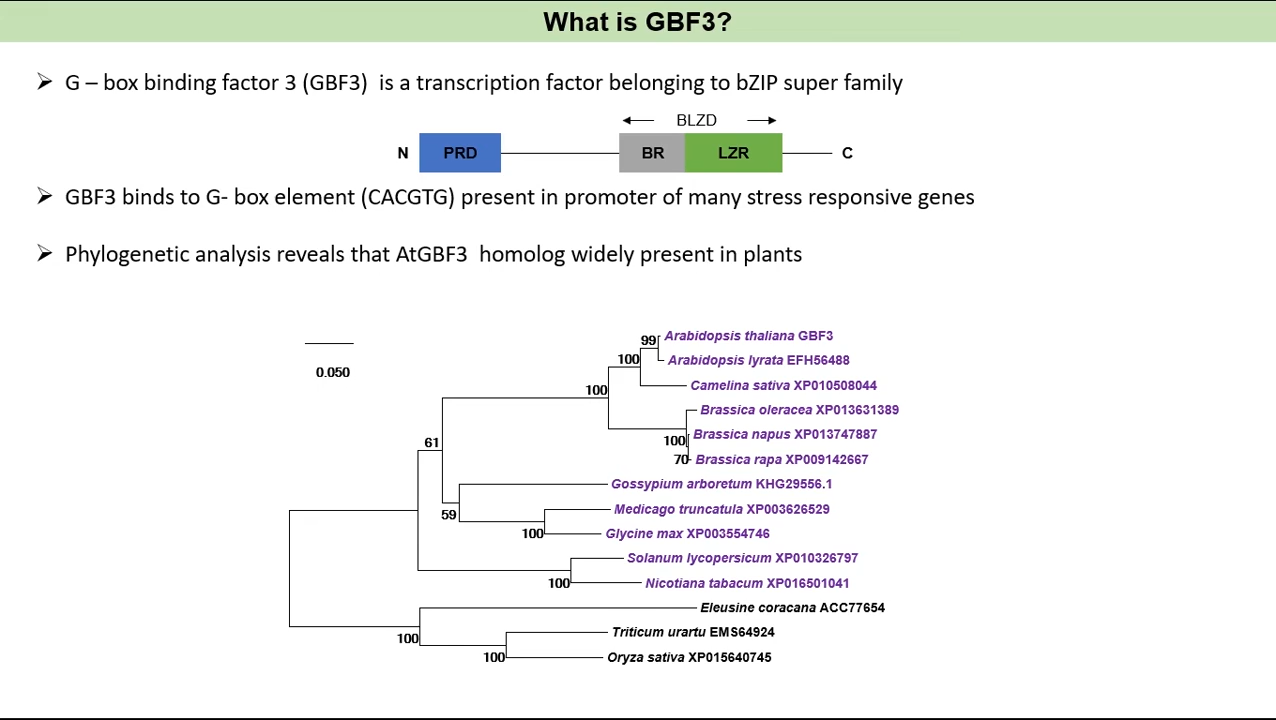 What is GBF3?
➢ G – box binding factor 3 (GBF3)  is a transcription factor belonging to bZIP super family
BLZD
N PRD BR LZR C
➢ GBF3 binds to G- box element (CACGTG) present in promoter of many stress responsive genes
➢ Phylogenetic analysis reveals that AtGBF3  homolog widely present in plants
0.050
99 Arabidopsis thaliana GBF3
100 Arabidopsis lyrata EFH56488
Camelina sativa XP010508044
100
Brassica oleracea XP013631389
100 Brassica napus XP013747887
70 Brassica rapa XP009142667
61
Gossypium arboretum KHG29556.1
59
Medicago truncatula XP003626529
100 Glycine max XP003554746
Solanum lycopersicum XP010326797
100 Nicotiana tabacum XP016501041
Eleusine coracana ACC77654
100
Triticum urartu EMS64924
100 Oryza sativa XP015640745